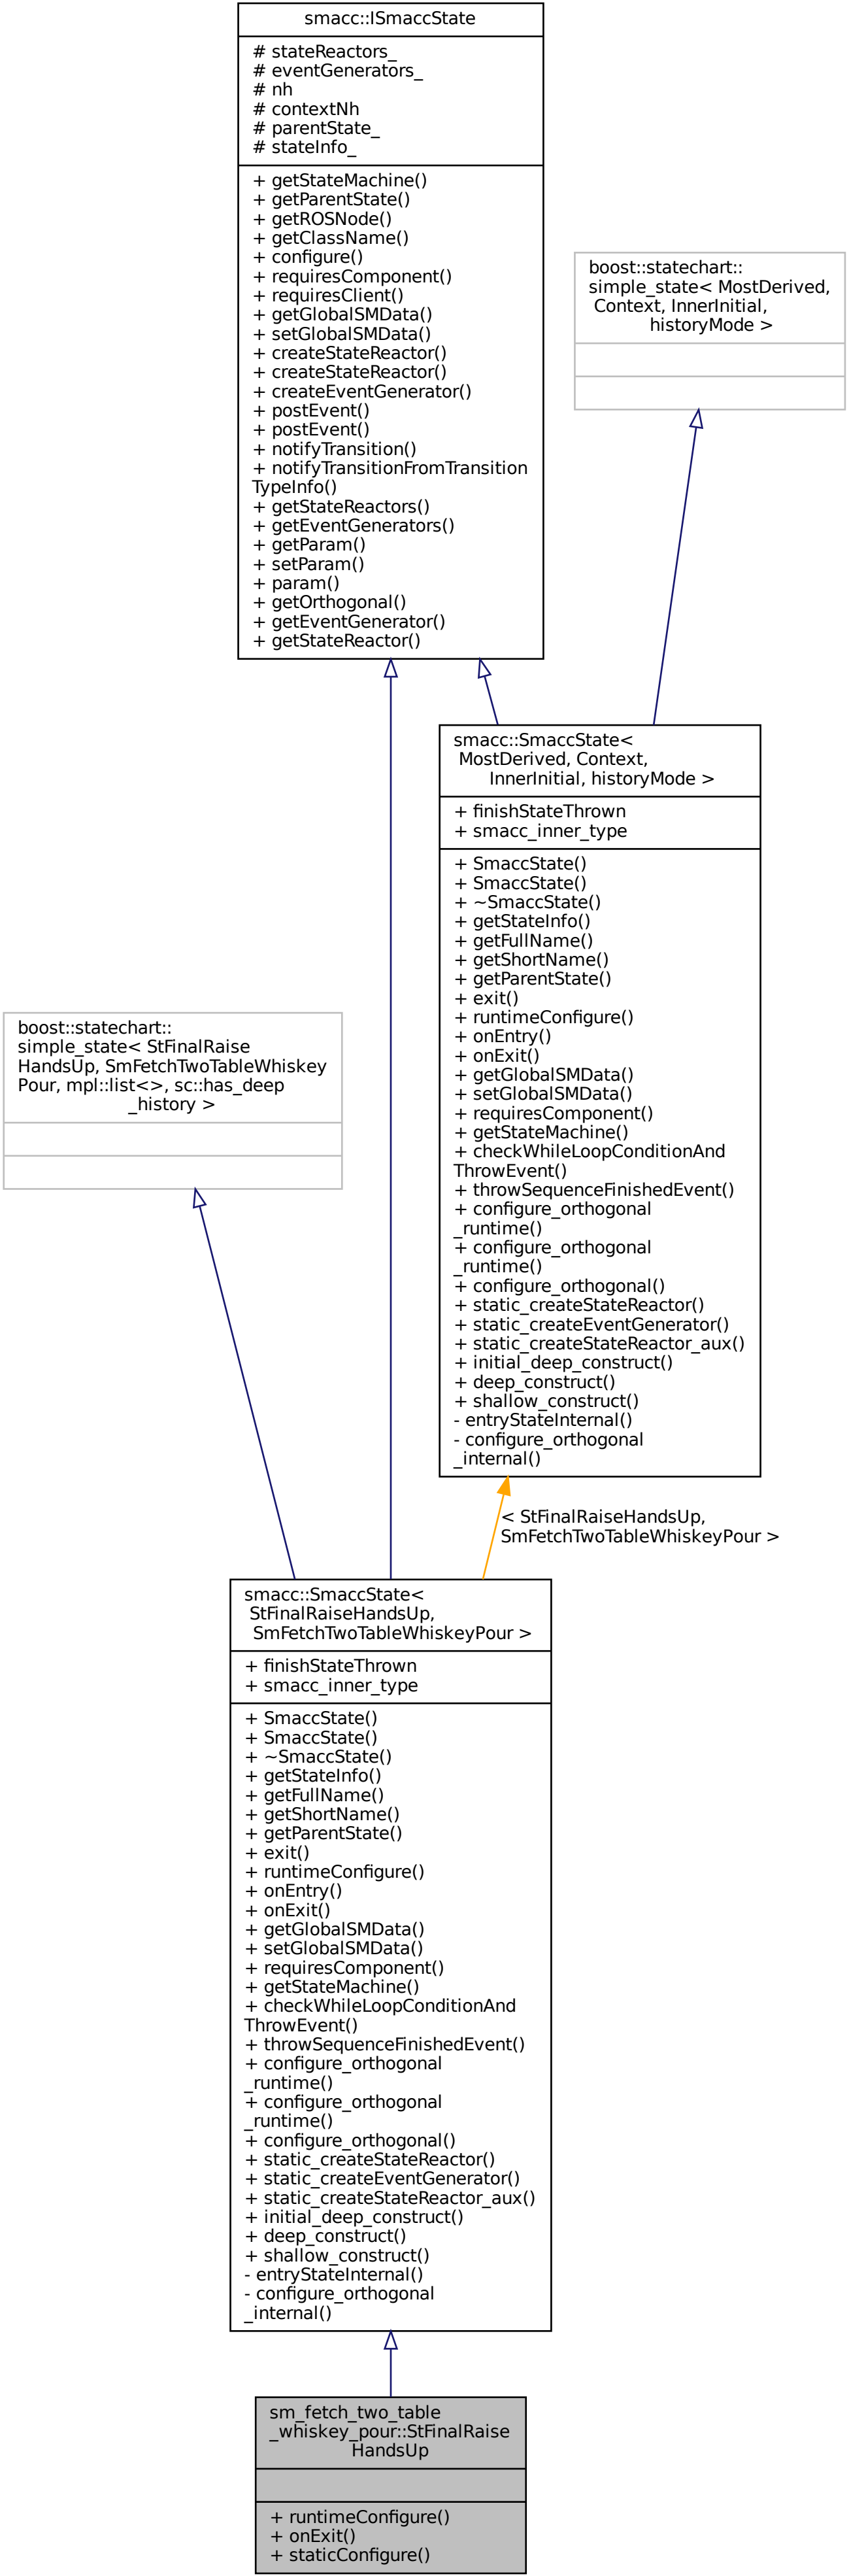 smacc::ISmaccState
# stateReactors_
# eventGenerators_
# nh
# contextNh
# parentState_
# stateInfo_
+ getStateMachine()
+ getParentState()
+ getROSNode()
+ getClassName()
+ configure()
+ requiresComponent()
+ requiresClient()
+ getGlobalSMData()
+ setGlobalSMData()
+ createStateReactor()
+ createStateReactor()
+ createEventGenerator()
+ postEvent()
+ postEvent()
+ notifyTransition()
+ notifyTransitionFromTransition
TypeInfo()
+ getStateReactors()
+ getEventGenerators()
+ getParam()
+ setParam()
+ param()
+ getOrthogonal()
+ getEventGenerator()
+ getStateReactor()
boost::statechart::
simple_state< MostDerived,
Context, InnerInitial,
historyMode >
smacc::SmaccState<
MostDerived, Context,
InnerInitial, historyMode >
+ finishStateThrown
+ smacc_inner_type
+ SmaccState()
+ SmaccState()
+ ~SmaccState()
+ getStateInfo()
+ getFullName()
+ getShortName()
+ getParentState()
+ exit()
+ runtimeConfigure()
+ onEntry()
+ onExit()
+ getGlobalSMData()
+ setGlobalSMData()
+ requiresComponent()
+ getStateMachine()
+ checkWhileLoopConditionAnd
ThrowEvent()
+ throwSequenceFinishedEvent()
+ configure_orthogonal
_runtime()
+ configure_orthogonal
_runtime()
+ configure_orthogonal()
+ static_createStateReactor()
+ static_createEventGenerator()
+ static_createStateReactor_aux()
+ initial_deep_construct()
+ deep_construct()
+ shallow_construct()
- entryStateInternal()
- configure_orthogonal
_internal()
boost::statechart::
simple_state< StFinalRaise
HandsUp, SmFetchTwoTableWhiskey
Pour, mpl::list<>, sc::has_deep
_history >
< StFinalRaiseHandsUp,
SmFetchTwoTableWhiskeyPour >
smacc::SmaccState<
StFinalRaiseHandsUp,
SmFetchTwoTableWhiskeyPour >
+ finishStateThrown
+ smacc_inner_type
+ SmaccState()
+ SmaccState()
+ ~SmaccState()
+ getStateInfo()
+ getFullName()
+ getShortName()
+ getParentState()
+ exit()
+ runtimeConfigure()
+ onEntry()
+ onExit()
+ getGlobalSMData()
+ setGlobalSMData()
+ requiresComponent()
+ getStateMachine()
+ checkWhileLoopConditionAnd
ThrowEvent()
+ throwSequenceFinishedEvent()
+ configure_orthogonal
_runtime()
+ configure_orthogonal
_runtime()
+ configure_orthogonal()
+ static_createStateReactor()
+ static_createEventGenerator()
+ static_createStateReactor_aux()
+ initial_deep_construct()
+ deep_construct()
+ shallow_construct()
- entryStateInternal()
- configure_orthogonal
_internal()
sm_fetch_two_table
_whiskey_pour::StFinalRaise
HandsUp
+ runtimeConfigure()
+ onExit()
+ staticConfigure()